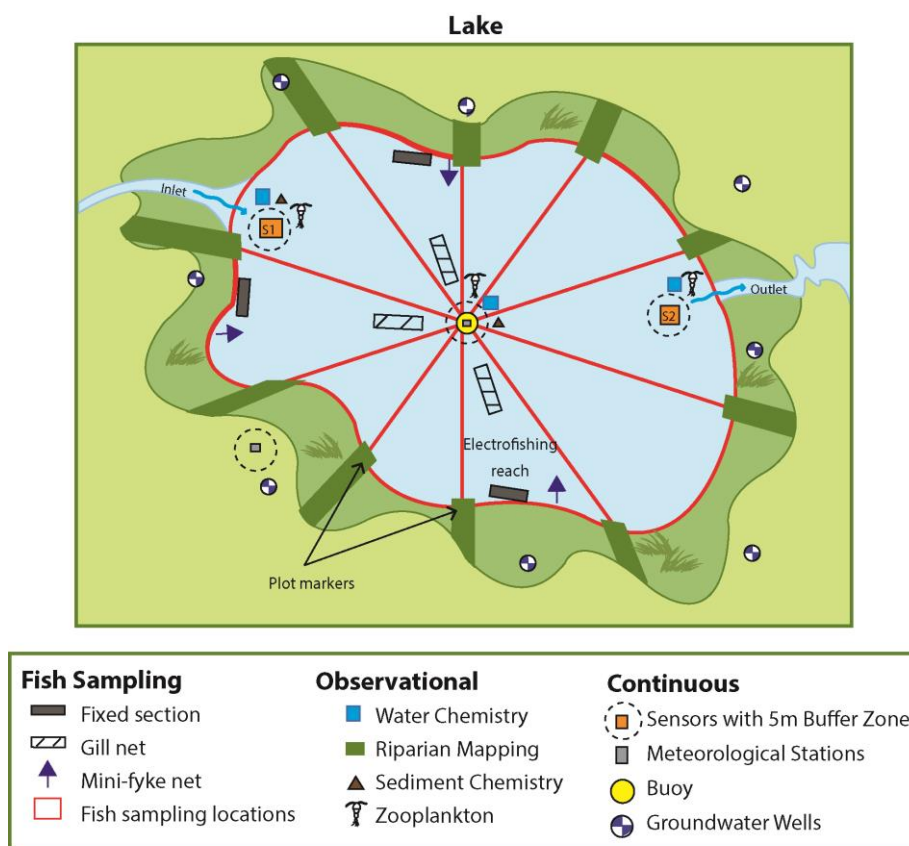 Lake
Inlet
S1
S2
Outlet
Electrofishing
reach
Plot markers
Fish Sampling
Fixed section
Gill net
Mini-fyke net
Fish sampling locations
Observational
Water Chemistry
Riparian Mapping
Sediment Chemistry
Zooplankton
Continuous
Sensors with 5m Buffer Zone
Meteorological Stations
Buoy
Groundwater Wells